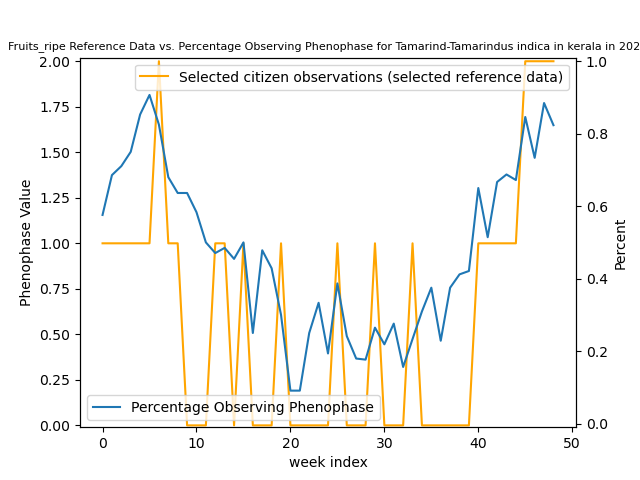 Fruits_ripe Reference Data vs. Percentage Observing Phenophase for Tamarind-Tamarindus indica in kerala in 202
2.00
1.75
1.50
1.25
1.00
0.75
0.50
0.25
0.00
Phenophase Value
Selected citizen observations (selected reference data)
Percentage Observing Phenophase
1.0
0.8
0.6
0.4
0.2
0.0
Percent
0 10 20 30 40 50
week index